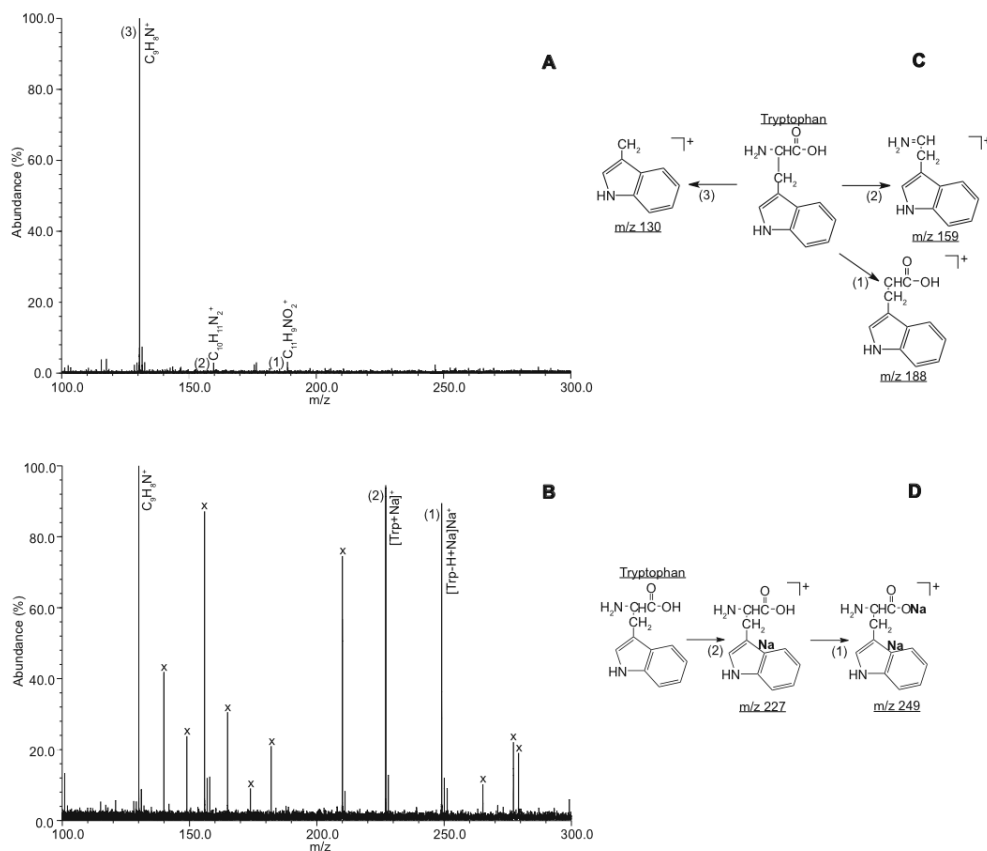 A
Abundance (%)
100.0
80.0
60.0
40.0
20.0
0.0
(3)
C₉H₈N⁺
(2)
C₁₀H₁₁N₂⁺
(1)
C₁₁H₉NO₂⁺
100.0 150.0 200.0 250.0 300.0
m/z
C
Tryptophan
O
H₂N-CH-C-OH
CH₂
HN
(3)
CH₂
HN
]⁺
m/z 130
(2)
H₂N=CH
CH₂
HN
]⁺
m/z 159
(1)
O
CHC-OH
CH₂
HN
]⁺
m/z 188
B
Abundance (%)
100.0
80.0
60.0
40.0
20.0
0.0
C₉H₈N⁺
x
x
x
x
x
x
x
(2)
[Trp+Na]⁺
(1)
[Trp-H+Na]Na⁺
x
x
x
100.0 150.0 200.0 250.0 300.0
m/z
D
Tryptophan
O
H₂N-CH-C-OH
CH₂
HN
(2)
O
H₂N-CH-C-OH
CH₂
Na
HN
]⁺
m/z 227
(1)
O
H₂N-CH-C-ONa
CH₂
Na
HN
]⁺
m/z 249